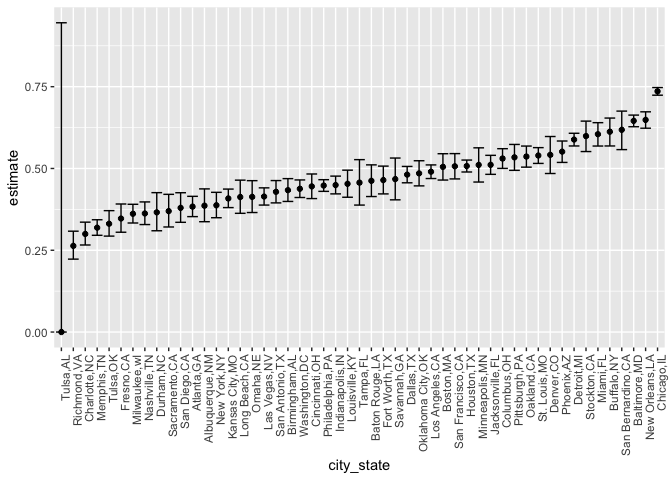 estimate
0.75
0.50
0.25
0.00
Tulsa,AL
Richmond,VA
Charlotte,NC
Memphis,TN
Tulsa,OK
Fresno,CA
Milwaukee,wI
Nashville,TN
Durham,NC
Sacramento,CA
San Diego,CA
Atlanta,GA
Albuquerque,NM
New York,NY
Kansas City,MO
Long Beach,CA
Omaha,NE
Las Vegas,NV
San Antonio,TX
Birmingham,AL
Washington,DC
Cincinnati,OH
Philadelphia,PA
Indianapolis,IN
Louisville,KY
Tampa,FL
Baton Rouge,LA
Fort Worth,TX
Savannah,GA
Dallas,TX
Oklahoma City,OK
Los Angeles,CA
Boston,MA
San Francisco,CA
Houston,TX
Minneapolis,MN
Jacksonville,FL
Columbus,OH
Pittsburgh,PA
Oakland,CA
St. Louis,MO
Denver,CO
Phoenix,AZ
Detroit,MI
Stockton,CA
Miami,FL
Buffalo,NY
San Bernardino,CA
Baltimore,MD
New Orleans,LA
Chicago,IL
city_state